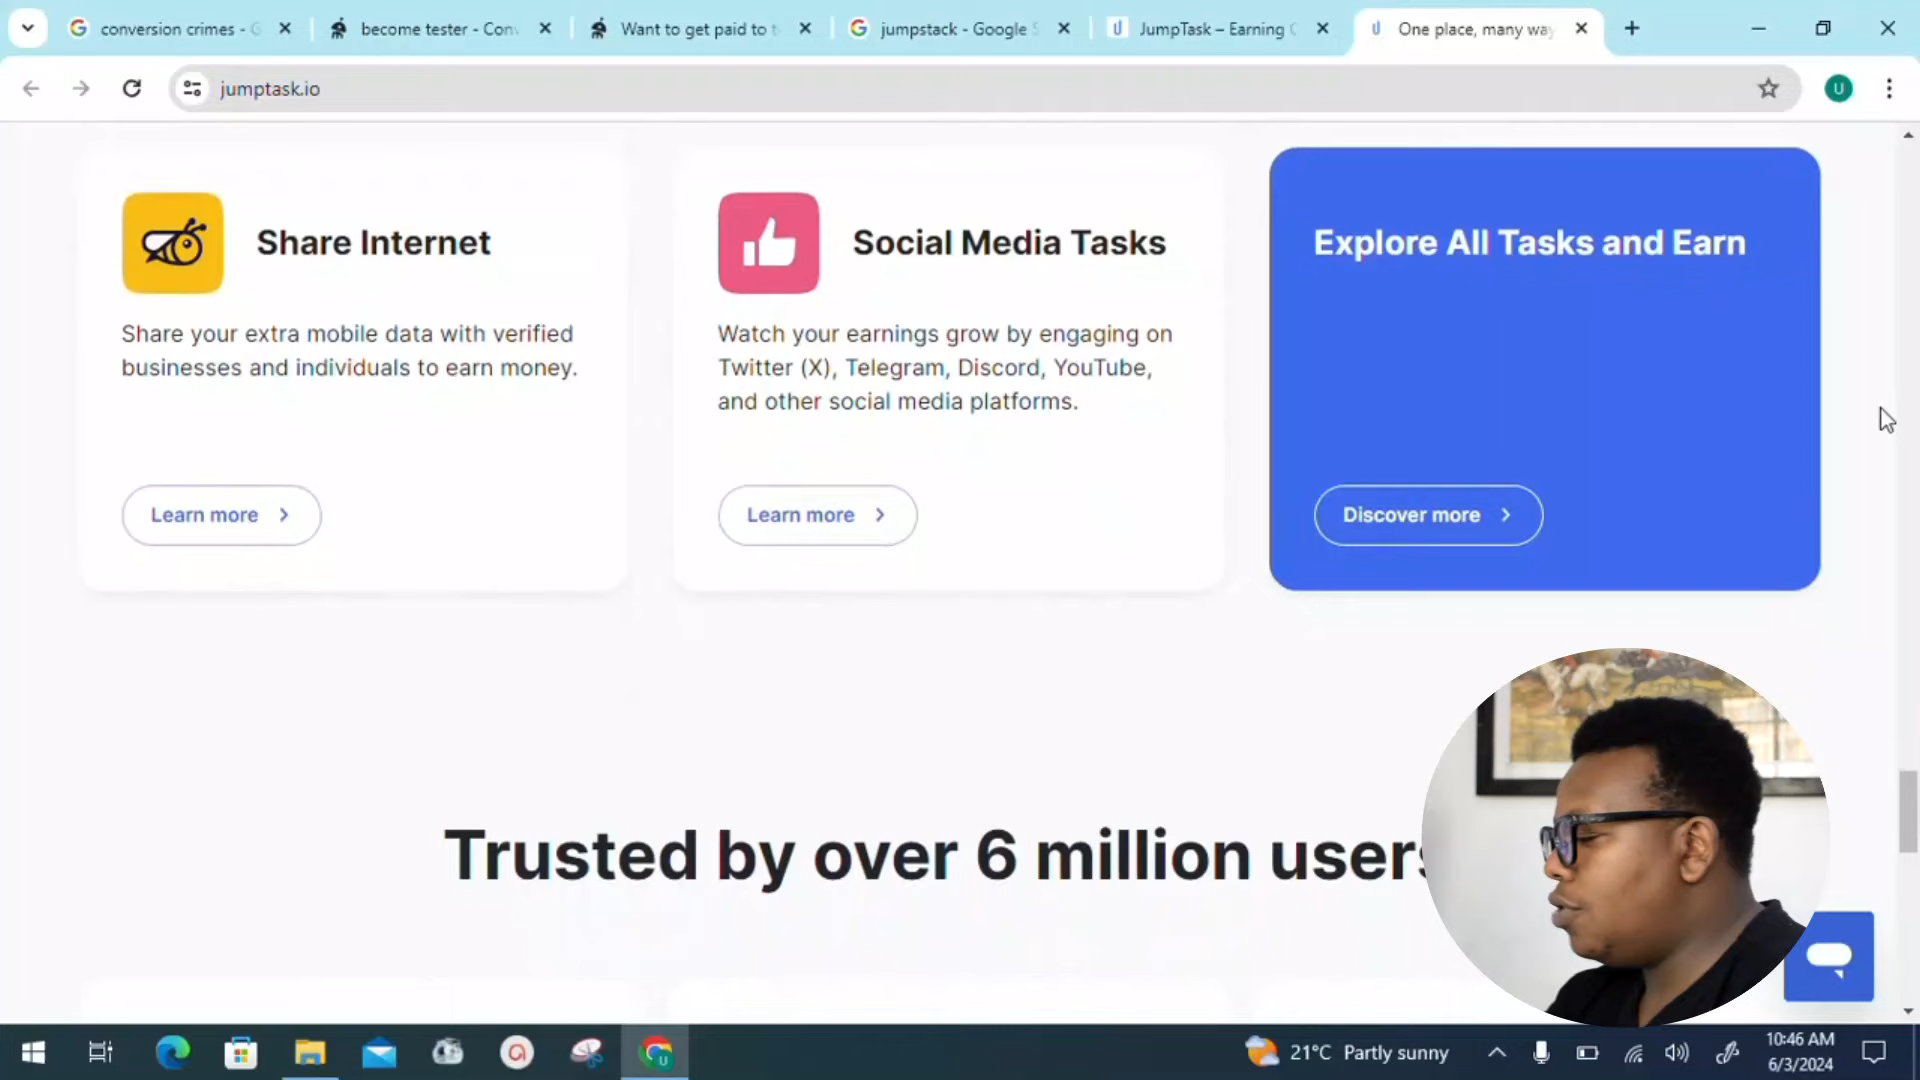 conversion crimes - G
become tester - Conv
Want to get paid to t
jumpstack - Google S
JumpTask – Earning G
One place, many way
jumptask.io
U
Share Internet
Share your extra mobile data with verified
businesses and individuals to earn money.
Learn more
Social Media Tasks
Watch your earnings grow by engaging on
Twitter (X), Telegram, Discord, YouTube,
and other social media platforms.
Learn more
Explore All Tasks and Earn
Discover more
Trusted by over 6 million users
21°C Partly sunny
10:46 AM
6/3/2024